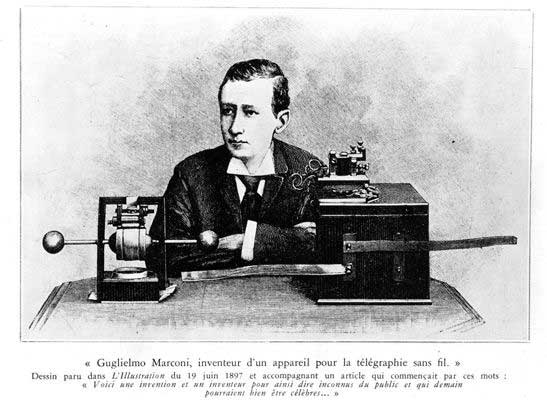 « Guglielmo Marconi, inventeur d'un appareil pour la télégraphie sans fil. »
Dessin paru dans L'Illustration du 19 juin 1897 et accompagnant un article qui commençait par ces mots :
« Voici une invention et un inventeur pour ainsi dire inconnus du public et qui demain
pourraient bien être célèbres... »